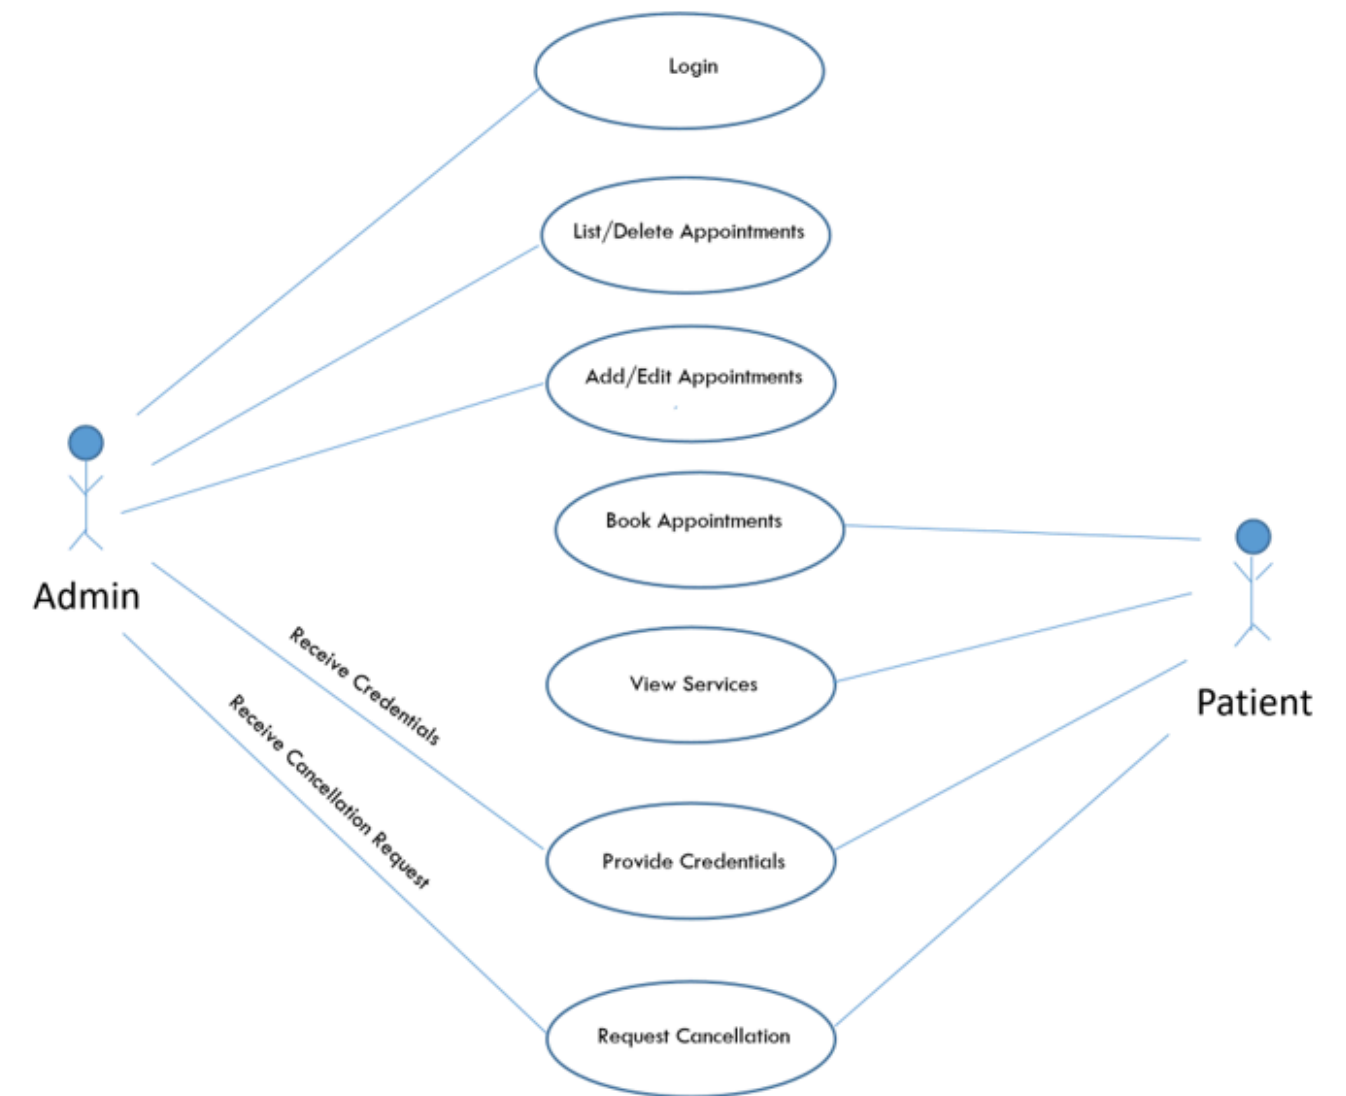 Login
List/Delete Appointments
Add/Edit Appointments
Book Appointments
Admin
Receive Credentials
View Services
Patient
Receive Cancellation Request
Provide Credentials
Request Cancellation